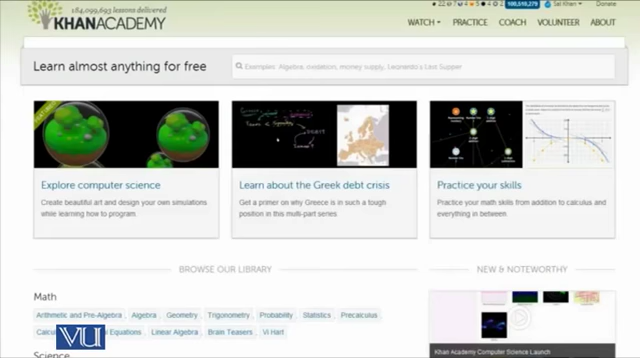 184,099,693 lessons delivered
KHANACADEMY
Sal Khan
Donate
WATCH
PRACTICE
COACH
VOLUNTEER
ABOUT
Learn almost anything for free
Examples: Algebra, oxidation, money supply, Leonardo's Last Supper
Explore computer science
Create beautiful art and design your own simulations
while learning how to program
Learn about the Greek debt crisis
Get a primer on why Greece is in such a tough
position in this multi-part series
Practice your skills
Practice your math skills from addition to calculus and
everything in between.
BROWSE OUR LIBRARY
NEW & NOTEWORTHY
Math
Arithmetic and Pre-Algebra Algebra Geometry Trigonometry Probability Statistics Precalculus
Equations Linear Algebra Brain Teasers Vi Hart
VU
Khan Academy Computer Science Launch
Science